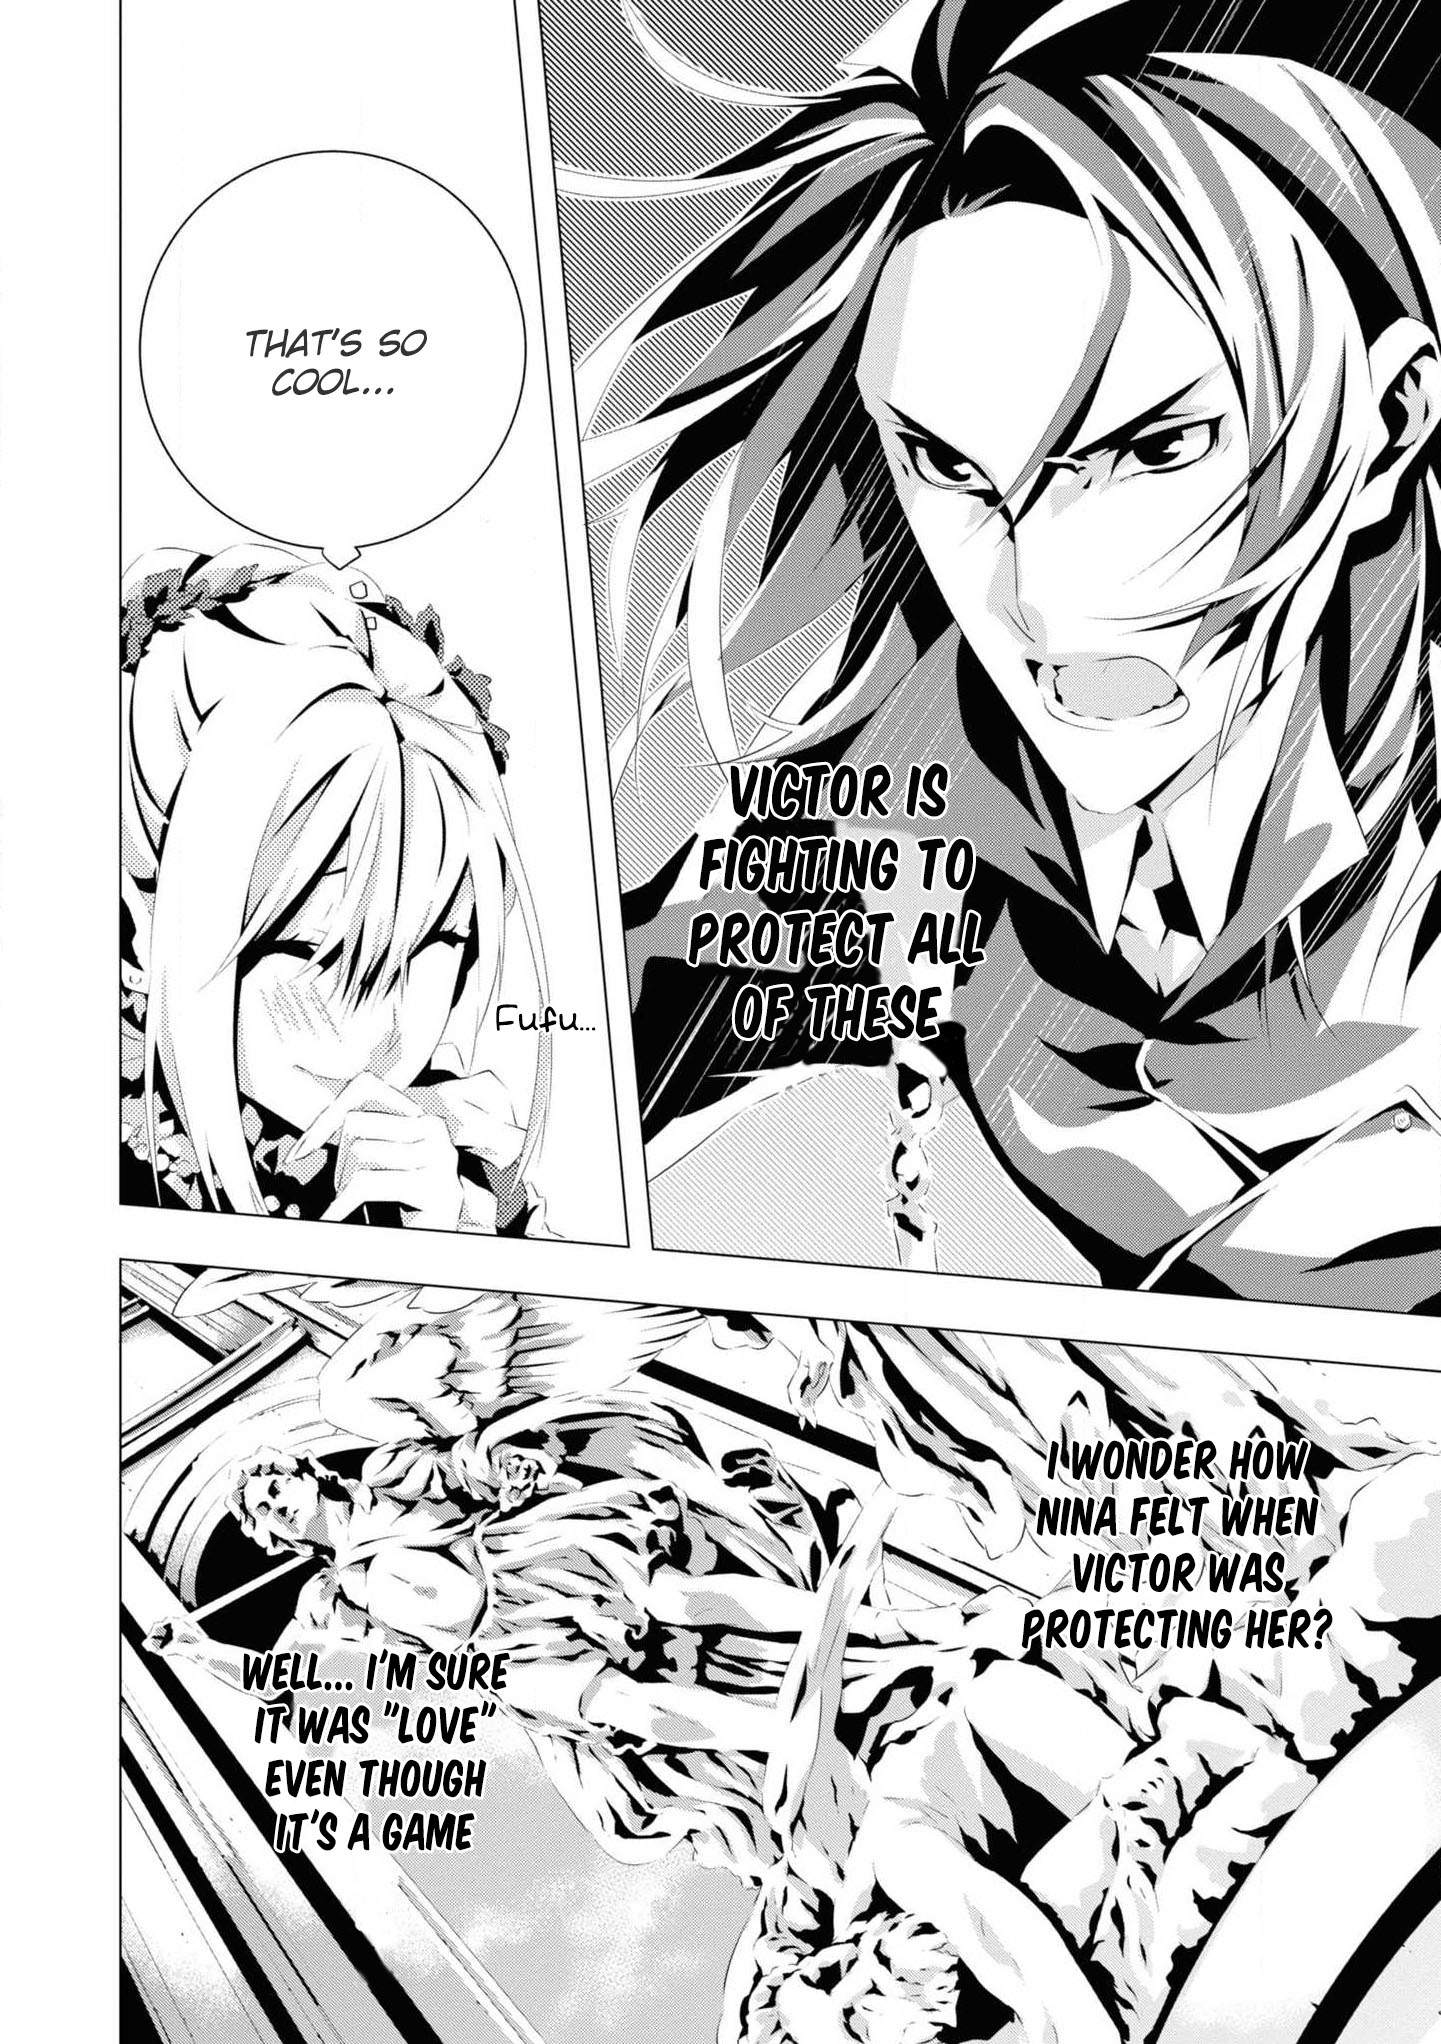 VICTOR IS
FIGHTING TO
PROTECT ALL
OF THESE
THAT'S SO
COOL...
Fufu...
I WONDER HOW
NINA FELT WHEN
VICTOR WAS
PROTECTING HER?
WELL... I'M SURE
IT WAS "LOVE"
EVEN THOUGH
IT'S A GAME